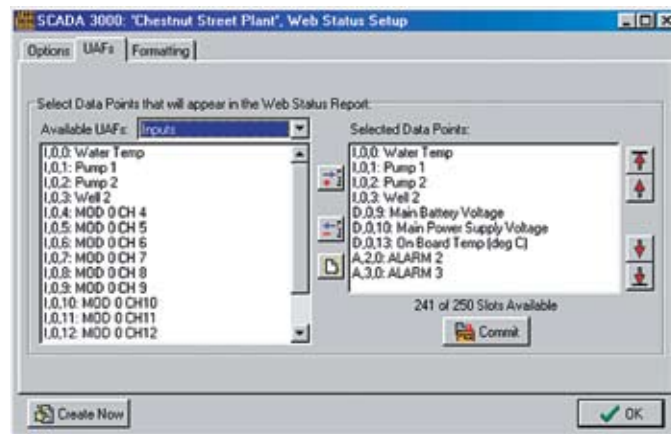 SCADA 3000: "Chestnut Street Plant", Web Status Setup
Options UAFs Formatting
Select Data Points that will appear in the Web Status Report:
Available UAFs: Inputs
I,0,0: Water Temp
I,0,1: Pump 1
I,0,2: Pump 2
I,0,3: Well 2
I,0,4: MOD 0 CH 4
I,0,5: MOD 0 CH 5
I,0,6: MOD 0 CH 6
I,0,7: MOD 0 CH 7
I,0,8: MOD 0 CH 8
I,0,9: MOD 0 CH 9
I,0,10: MOD 0 CH10
I,0,11: MOD 0 CH11
I,0,12: MOD 0 CH12
Selected Data Points:
I,0,0: Water Temp
I,0,1: Pump 1
I,0,2: Pump 2
I,0,3: Well 2
D,0,9: Main Battery Voltage
D,0,10: Main Power Supply Voltage
D,0,13: On Board Temp (deg C)
A,2,0: ALARM 2
A,3,0: ALARM 3
241 of 250 Slots Available
Commit
Create Now
OK